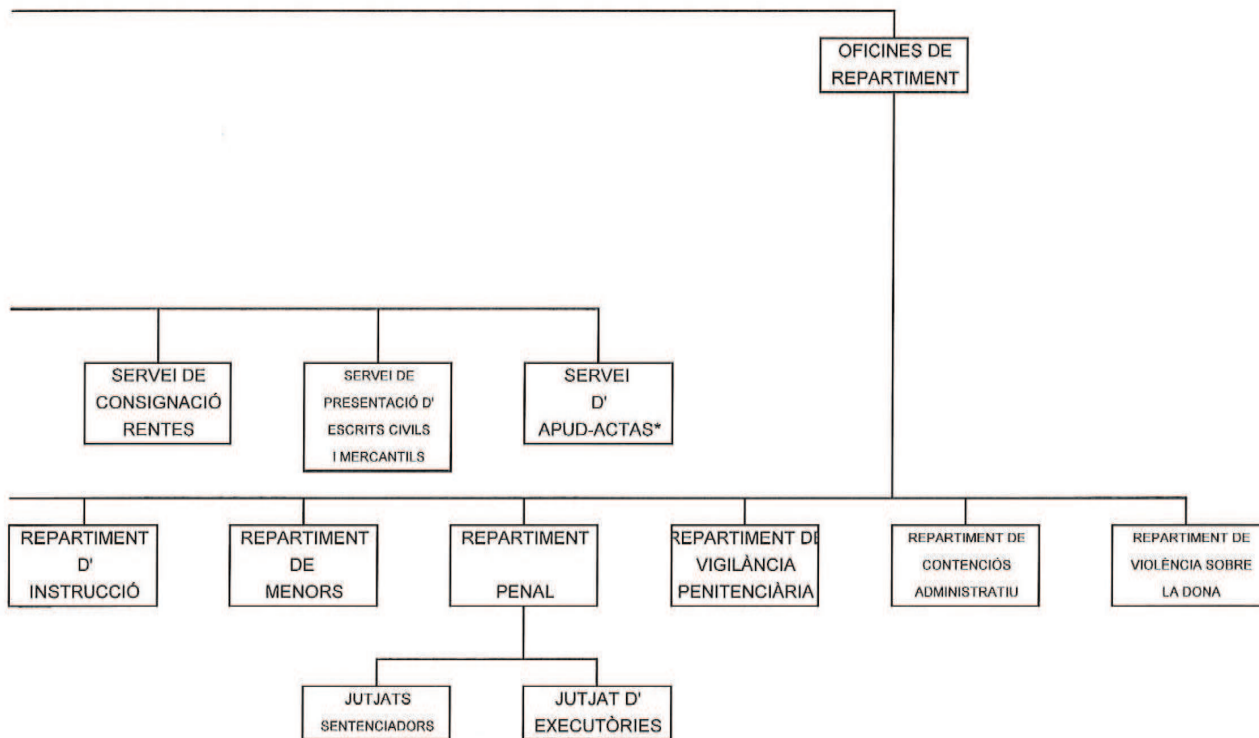 OFICINES DE
REPARTIMENT
SERVEI DE
CONSIGNACIÓ
RENTES
SERVEI DE
PRESENTACIÓ D'
ESCRITS CIVILS
I MERCANTILS
SERVEI
D'
APUD-ACTAS*
REPARTIMENT
D'
INSTRUCCIÓ
REPARTIMENT
DE
MENORS
REPARTIMENT
PENAL
REPARTIMENT DE
VIGILÀNCIA
PENITENCIÀRIA
REPARTIMENT DE
CONTENCIÓS
ADMINISTRATIU
REPARTIMENT DE
VIOLÈNCIA SOBRE
LA DONA
JUTJATS
SENTENCIADORS
JUTJAT D'
EXECUTÒRIES